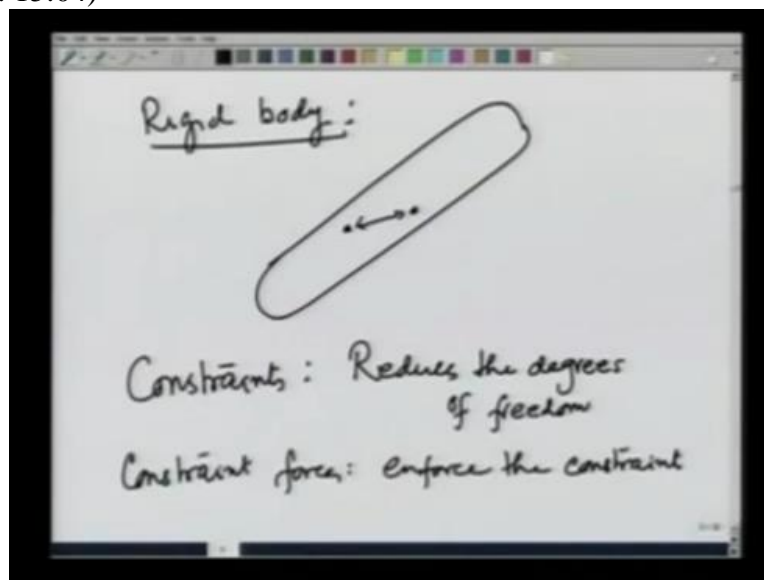 Rigid body :
Constraints : Reduces the degrees
of freedom
Constraint forces: enforce the constraint